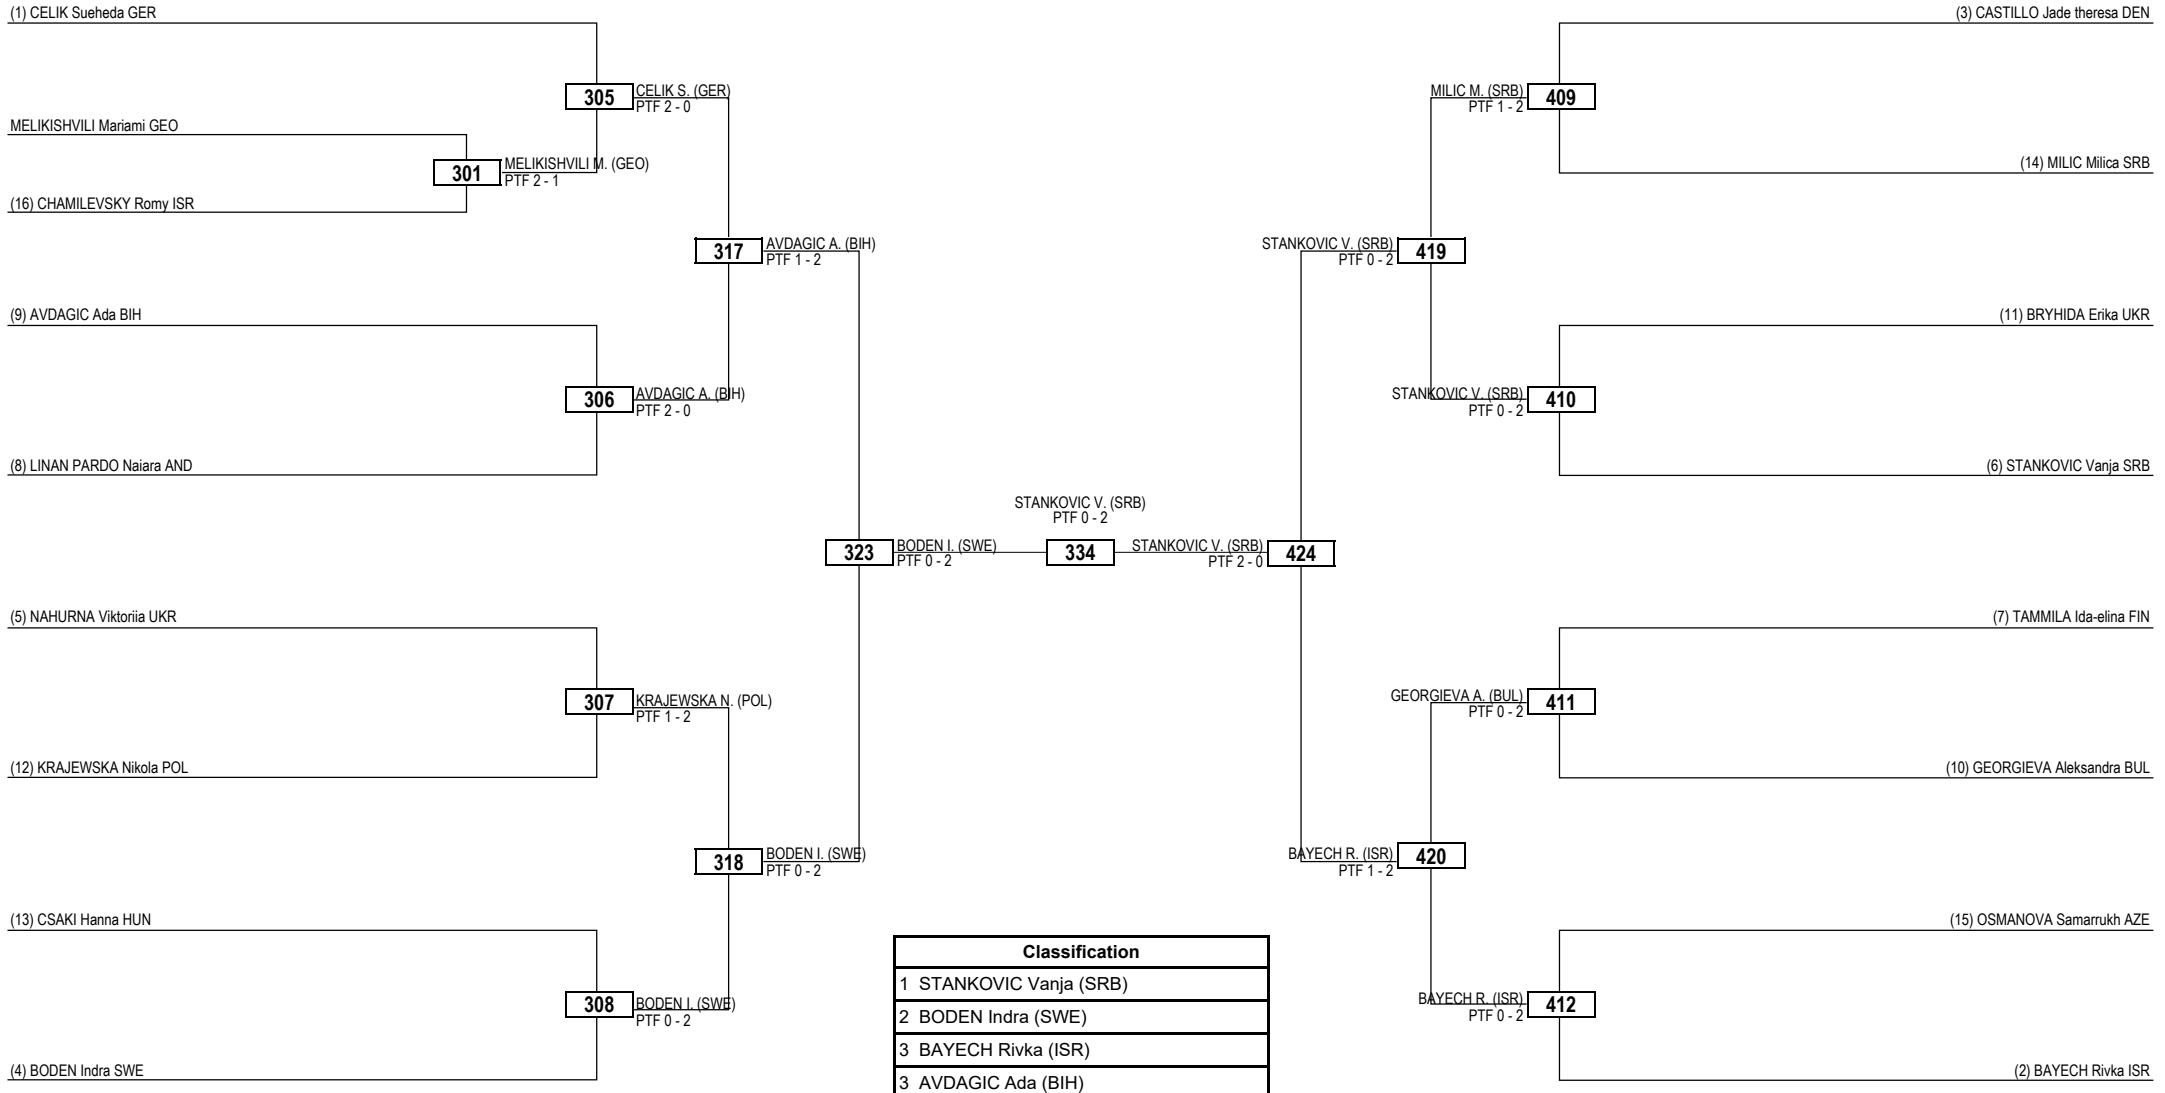 (1) CELIK Sueheda GER
(3) CASTILLO Jade theresa DEN
305
CELIK S. (GER)
PTF 2 - 0
MILIC M. (SRB)
PTF 1 - 2
409
MELIKISHVILI Mariami GEO
301
MELIKISHVILI M. (GEO)
PTF 2 - 1
(14) MILIC Milica SRB
(16) CHAMILEVSKY Romy ISR
317
AVDAGIC A. (BIH)
PTF 1 - 2
STANKOVIC V. (SRB)
PTF 0 - 2
419
(9) AVDAGIC Ada BIH
(11) BRYHIDA Erika UKR
306
AVDAGIC A. (BIH)
PTF 2 - 0
STANKOVIC V. (SRB)
PTF 0 - 2
410
(8) LINAN PARDO Naiara AND
(6) STANKOVIC Vanja SRB
STANKOVIC V. (SRB)
PTF 0 - 2
323
BODEN I. (SWE)
PTF 0 - 2
334
STANKOVIC V. (SRB)
PTF 2 - 0
424
(5) NAHURNA Viktoriia UKR
(7) TAMMILA Ida-elina FIN
307
KRAJEWSKA N. (POL)
PTF 1 - 2
GEORGIEVA A. (BUL)
PTF 0 - 2
411
(12) KRAJEWSKA Nikola POL
(10) GEORGIEVA Aleksandra BUL
318
BODEN I. (SWE)
PTF 0 - 2
BAYECH R. (ISR)
PTF 1 - 2
420
(13) CSAKI Hanna HUN
(15) OSMANOVA Samarrukh AZE
308
BODEN I. (SWE)
PTF 0 - 2
BAYECH R. (ISR)
PTF 0 - 2
412
(4) BODEN Indra SWE
(2) BAYECH Rivka ISR
Classification
1 STANKOVIC Vanja (SRB)
2 BODEN Indra (SWE)
3 BAYECH Rivka (ISR)
3 AVDAGIC Ada (BIH)